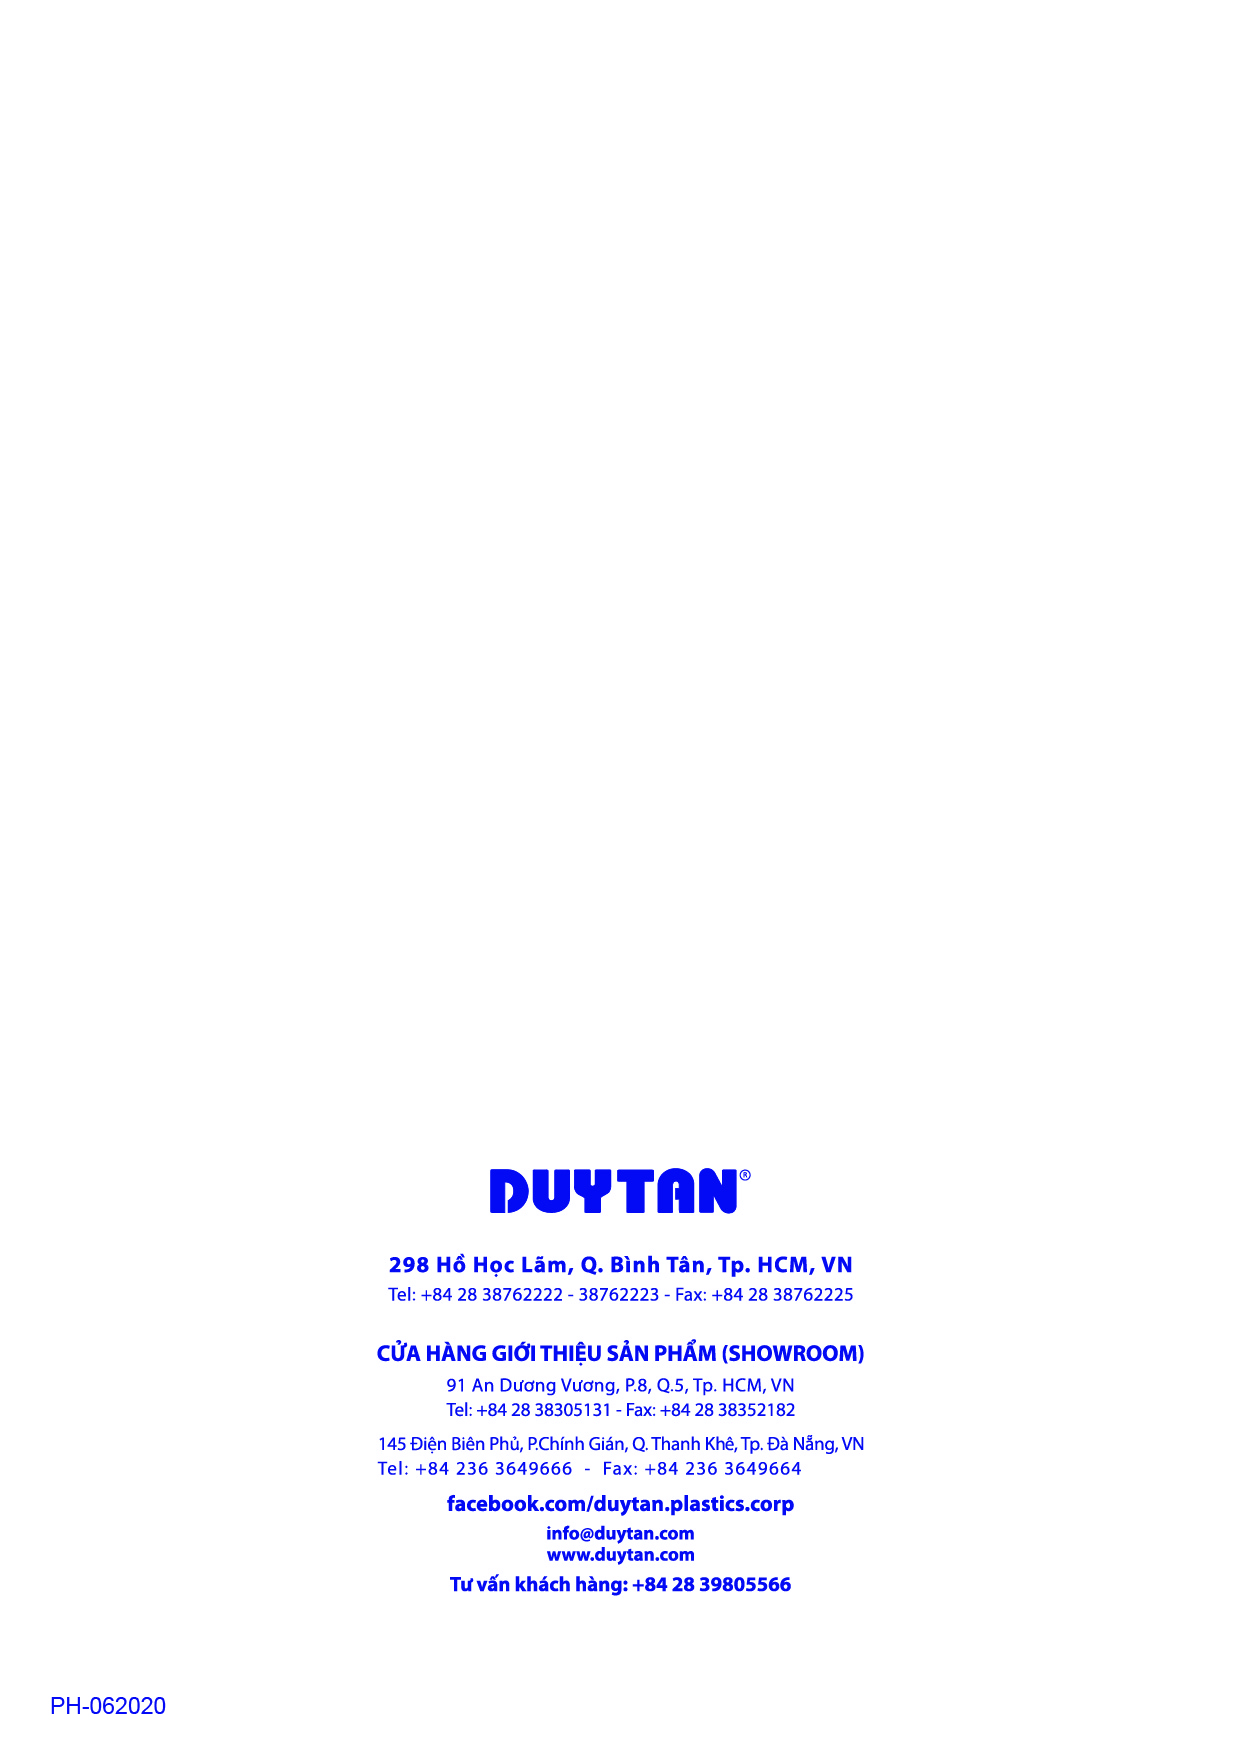 DUYTAN®
298 Hồ Học Lãm, Q. Bình Tân, Tp. HCM, VN
Tel: +84 28 38762222 - 38762223 - Fax: +84 28 38762225
CỬA HÀNG GIỚI THIỆU SẢN PHẨM (SHOWROOM)
91 An Dương Vương, P.8, Q.5, Tp. HCM, VN
Tel: +84 28 38305131 - Fax: +84 28 38352182
145 Điện Biên Phủ, P.Chính Gián, Q. Thanh Khê, Tp. Đà Nẵng, VN
Tel: +84 236 3649666 - Fax: +84 236 3649664
facebook.com/duytan.plastics.corp
info@duytan.com
www.duytan.com
Tư vấn khách hàng: +84 28 39805566
PH-062020